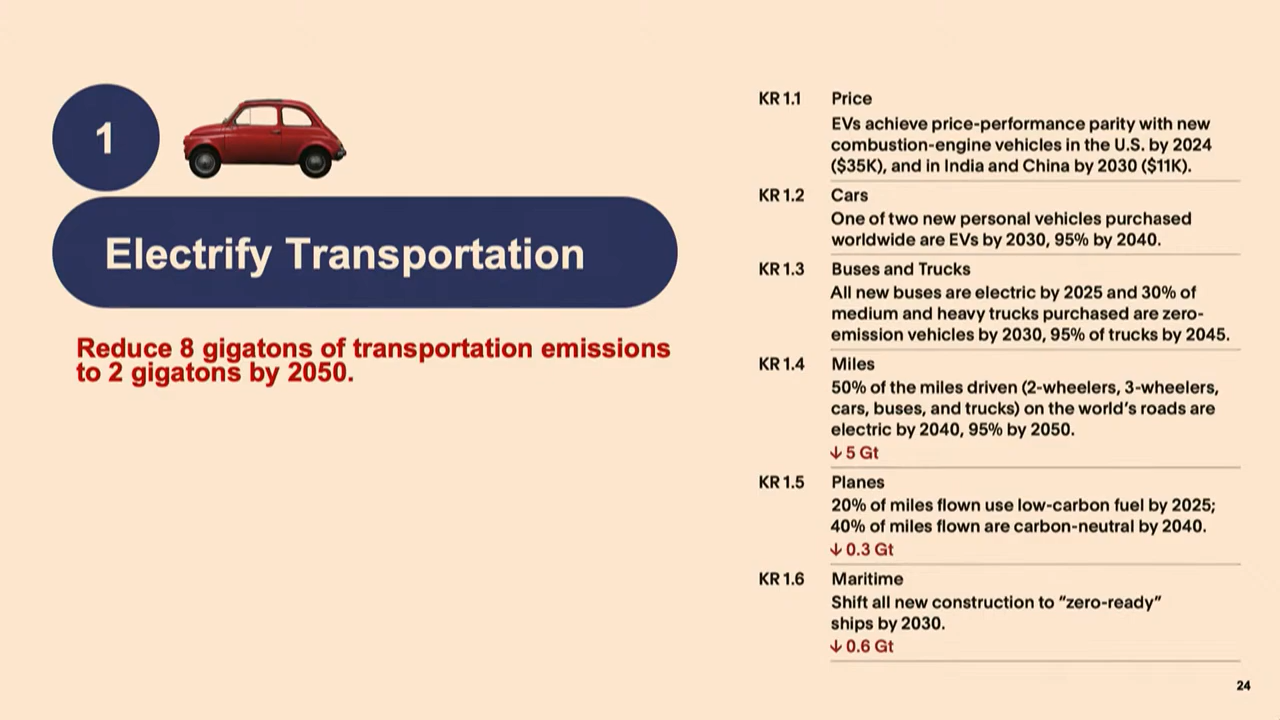 1
Electrify Transportation
Reduce 8 gigatons of transportation emissions
to 2 gigatons by 2050.
KR 1.1 Price
EVs achieve price-performance parity with new
combustion-engine vehicles in the U.S. by 2024
($35K), and in India and China by 2030 ($11K).
KR 1.2 Cars
One of two new personal vehicles purchased
worldwide are EVs by 2030, 95% by 2040.
KR 1.3 Buses and Trucks
All new buses are electric by 2025 and 30% of
medium and heavy trucks purchased are zero-
emission vehicles by 2030, 95% of trucks by 2045.
KR 1.4 Miles
50% of the miles driven (2-wheelers, 3-wheelers,
cars, buses, and trucks) on the world’s roads are
electric by 2040, 95% by 2050.
↓ 5 Gt
KR 1.5 Planes
20% of miles flown use low-carbon fuel by 2025;
40% of miles flown are carbon-neutral by 2040.
↓ 0.3 Gt
KR 1.6 Maritime
Shift all new construction to “zero-ready”
ships by 2030.
↓ 0.6 Gt
24